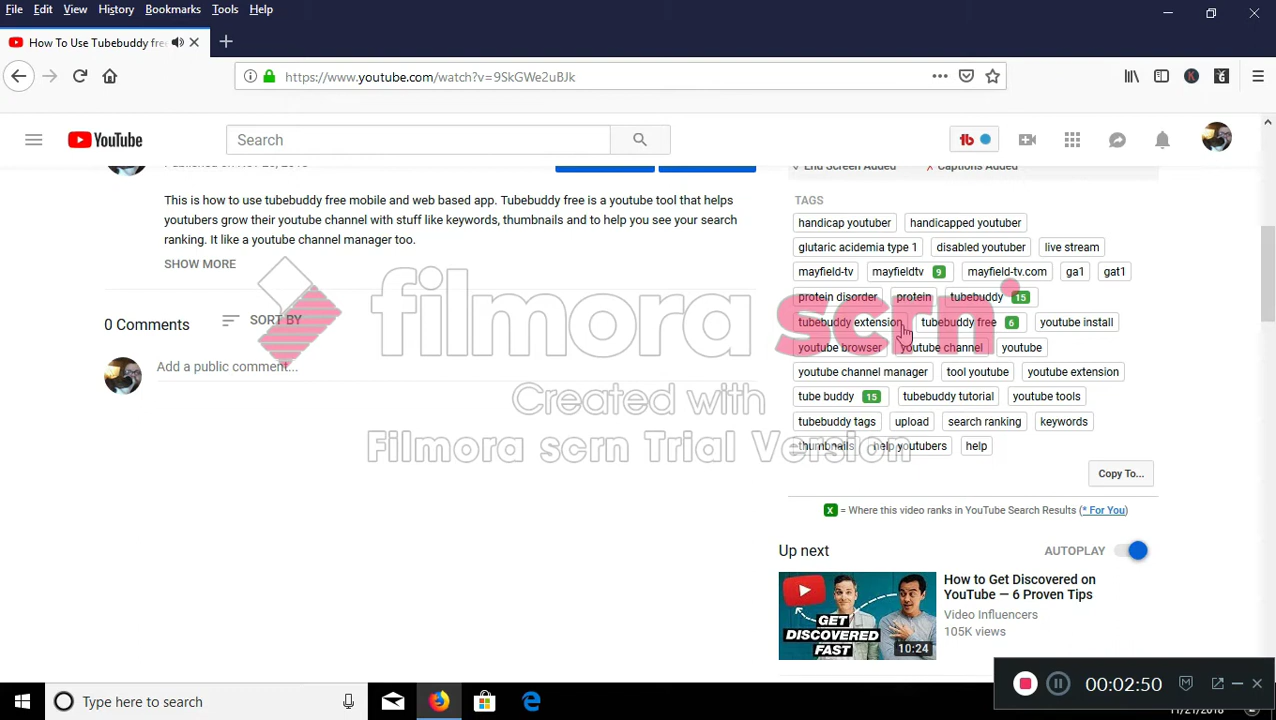 File Edit View History Bookmarks Tools Help
How To Use Tubebuddy fre
https://www.youtube.com/watch?v=9SkGWe2uBJk
YouTube
Search
tb
End Screen Added X Captions Added
This is how to use tubebuddy free mobile and web based app. Tubebuddy free is a youtube tool that helps
youtubers grow their youtube channel with stuff like keywords, thumbnails and to help you see your search
ranking. It like a youtube channel manager too.
SHOW MORE
0 Comments
SORT BY
Add a public comment...
TAGS
handicap youtuber handicapped youtuber
glutaric acidemia type 1 disabled youtuber live stream
mayfield-tv mayfieldtv 9 mayfield-tv.com ga1 gat1
protein disorder protein tubebuddy 15
tubebuddy extension tubebuddy free 6 youtube install
youtube browser youtube channel youtube
youtube channel manager tool youtube youtube extension
tube buddy 15 tubebuddy tutorial youtube tools
tubebuddy tags upload search ranking keywords
thumbnails help youtubers help
Copy To...
X = Where this video ranks in YouTube Search Results (* For You)
Up next
AUTOPLAY
GET
DISCOVERED
FAST
10:24
How to Get Discovered on
YouTube — 6 Proven Tips
Video Influencers
105K views
filmora scrn
Created with
Filmora scrn Trial Version
00:02:50
Type here to search
11/21/2018